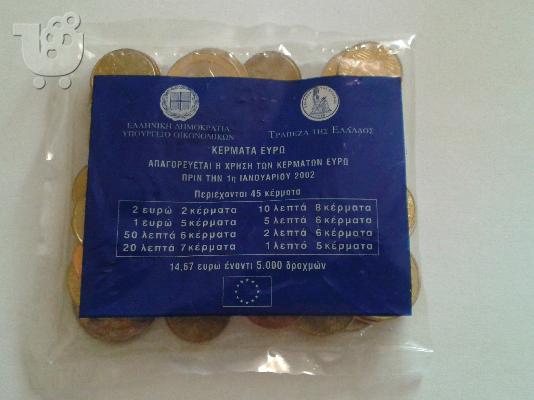 ΕΛΛΗΝΙΚΗ ΔΗΜΟΚΡΑΤΙΑ
ΥΠΟΥΡΓΕΙΟ ΟΙΚΟΝΟΜΙΚΩΝ
ΤΡΑΠΕΖΑ ΤΗΣ ΕΛΛΑΔΟΣ
ΚΕΡΜΑΤΑ ΕΥΡΩ
ΑΠΑΓΟΡΕΥΕΤΑΙ Η ΧΡΗΣΗ ΤΩΝ ΚΕΡΜΑΤΩΝ ΕΥΡΩ
ΠΡΙΝ ΤΗΝ 1η ΙΑΝΟΥΑΡΙΟΥ 2002
Περιέχονται 45 κέρματα
2 ευρώ 2 κέρματα 10 λεπτά 8 κέρματα
1 ευρώ 5 κέρματα 5 λεπτά 6 κέρματα
50 λεπτά 6 κέρματα 2 λεπτά 6 κέρματα
20 λεπτά 7 κέρματα 1 λεπτό 5 κέρματα
14,67 ευρώ έναντι 5.000 δραχμών